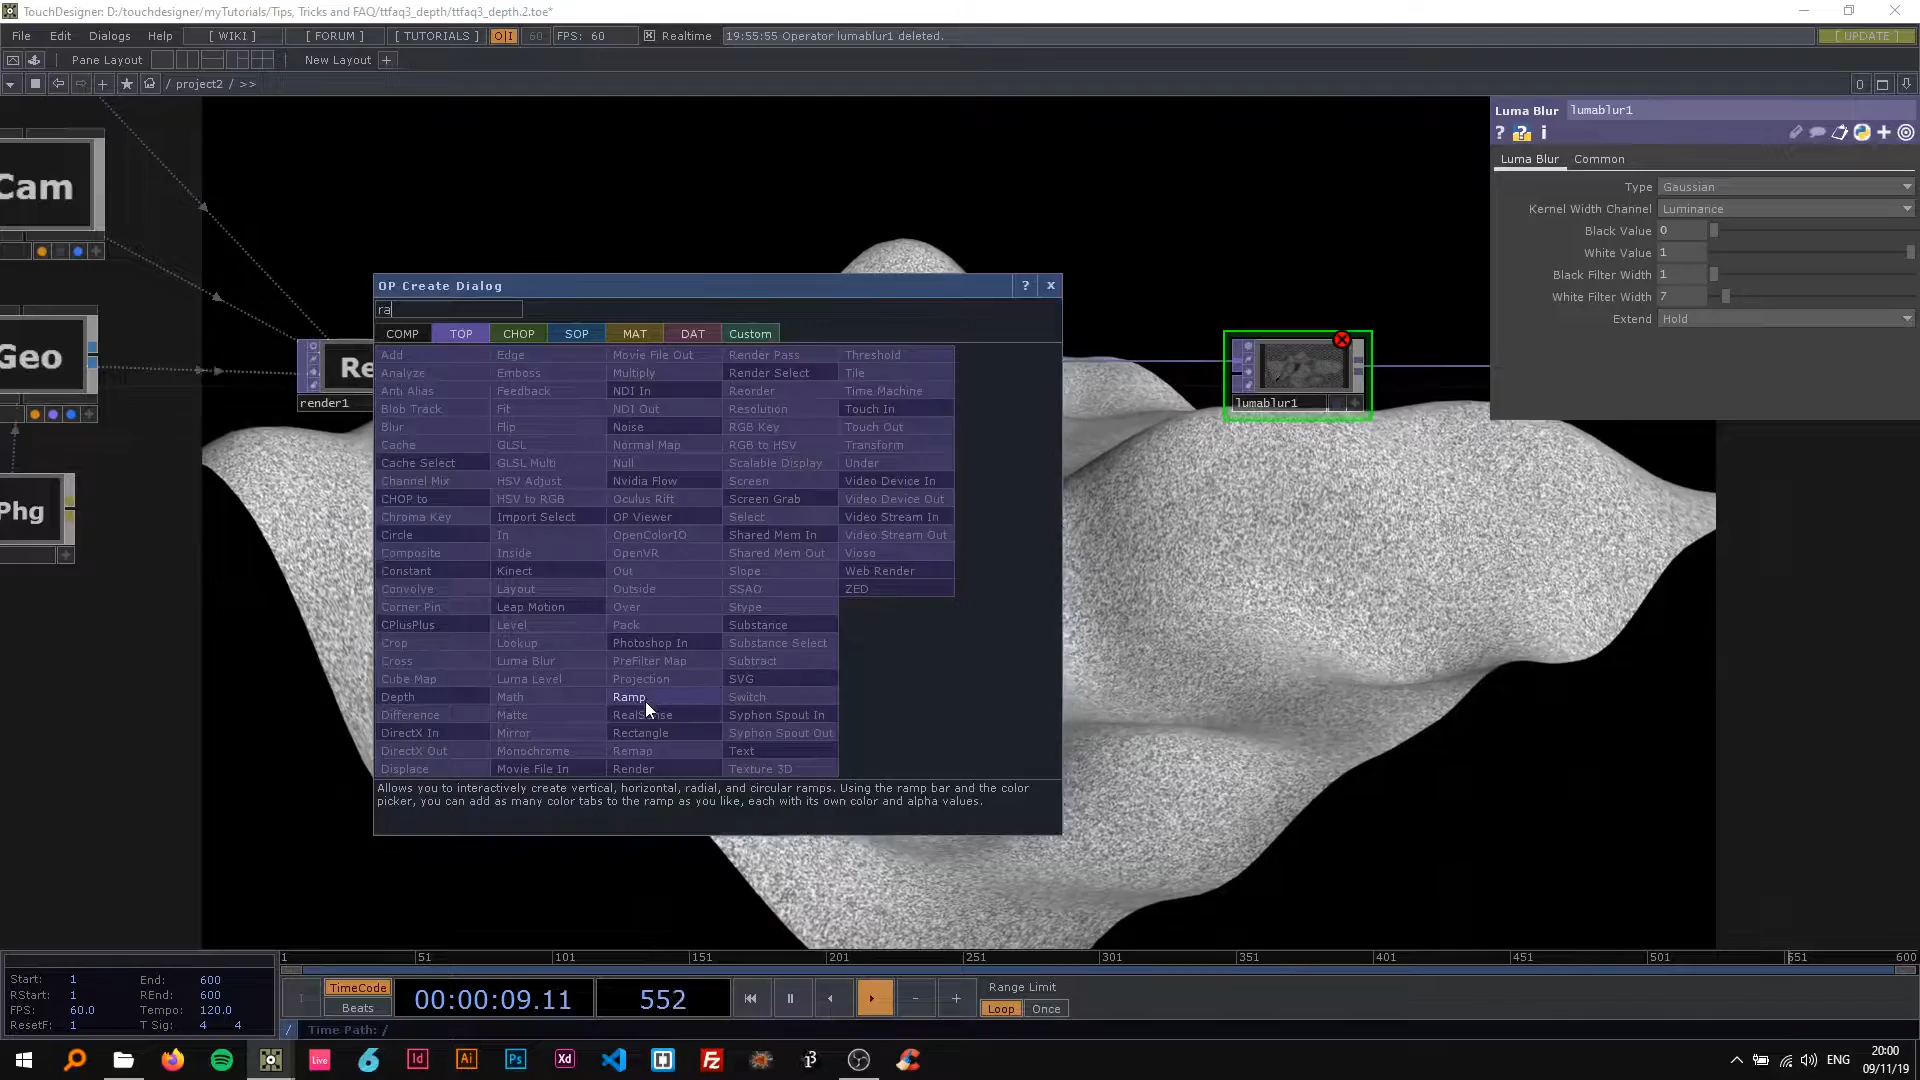 TouchDesigner: D:/touchdesigner/myTutorials/Tips, Tricks and FAQ/ttfaq3_depth/ttfaq3_depth.2.toe*
File Edit Dialogs Help [ WIKI ] [ FORUM ] [ TUTORIALS ] O|I 60 FPS: 60 Realtime 19:55:55 Operator lumablur1 deleted. [ UPDATE ]
Pane Layout New Layout +
/ project2 / >> 0
Luma Blur lumablur1
? ? i
Luma Blur Common
Type Gaussian
Kernel Width Channel Luminance
Black Value 0
White Value 1
Black Filter Width 1
White Filter Width 7
Extend Hold
Cam
Geo
Phg
Re
render1
lumablur1
OP Create Dialog ? x
ra
COMP TOP CHOP SOP MAT DAT Custom
Add Edge Movie File Out Render Pass Threshold
Analyze Emboss Multiply Render Select Tile
Anti Alias Feedback NDI In Reorder Time Machine
Blob Track Fit NDI Out Resolution Touch In
Blur Flip Noise RGB Key Touch Out
Cache GLSL Normal Map RGB to HSV Transform
Cache Select GLSL Multi Null Scalable Display Under
Channel Mix HSV Adjust Nvidia Flow Screen Video Device In
CHOP to HSV to RGB Oculus Rift Screen Grab Video Device Out
Chroma Key Import Select OP Viewer Select Video Stream In
Circle In OpenColorIO Shared Mem In Video Stream Out
Composite Inside OpenVR Shared Mem Out Vioso
Constant Kinect Out Slope Web Render
Convolve Layout Outside SSAO ZED
Corner Pin Leap Motion Over Stype
CPlusPlus Level Pack Substance
Crop Lookup Photoshop In Substance Select
Cross Luma Blur PreFilter Map Subtract
Cube Map Luma Level Projection SVG
Depth Math Ramp Switch
Difference Matte RealSense Syphon Spout In
DirectX In Mirror Rectangle Syphon Spout Out
DirectX Out Monochrome Remap Text
Displace Movie File In Render Texture 3D
Allows you to interactively create vertical, horizontal, radial, and circular ramps. Using the ramp bar and the color
picker, you can add as many color tabs to the ramp as you like, each with its own color and alpha values.
1 51 101 151 201 251 301 351 401 451 501 551 600
Start: 1 End: 600
RStart: 1 REnd: 600
FPS: 60.0 Tempo: 120.0
ResetF: 1 T Sig: 4 4
TimeCode
Beats
00:00:09.11 552
Range Limit
Loop Once
/ Time Path: /
Live Id Ai Ps Xd Fz
ENG
20:00
09/11/19